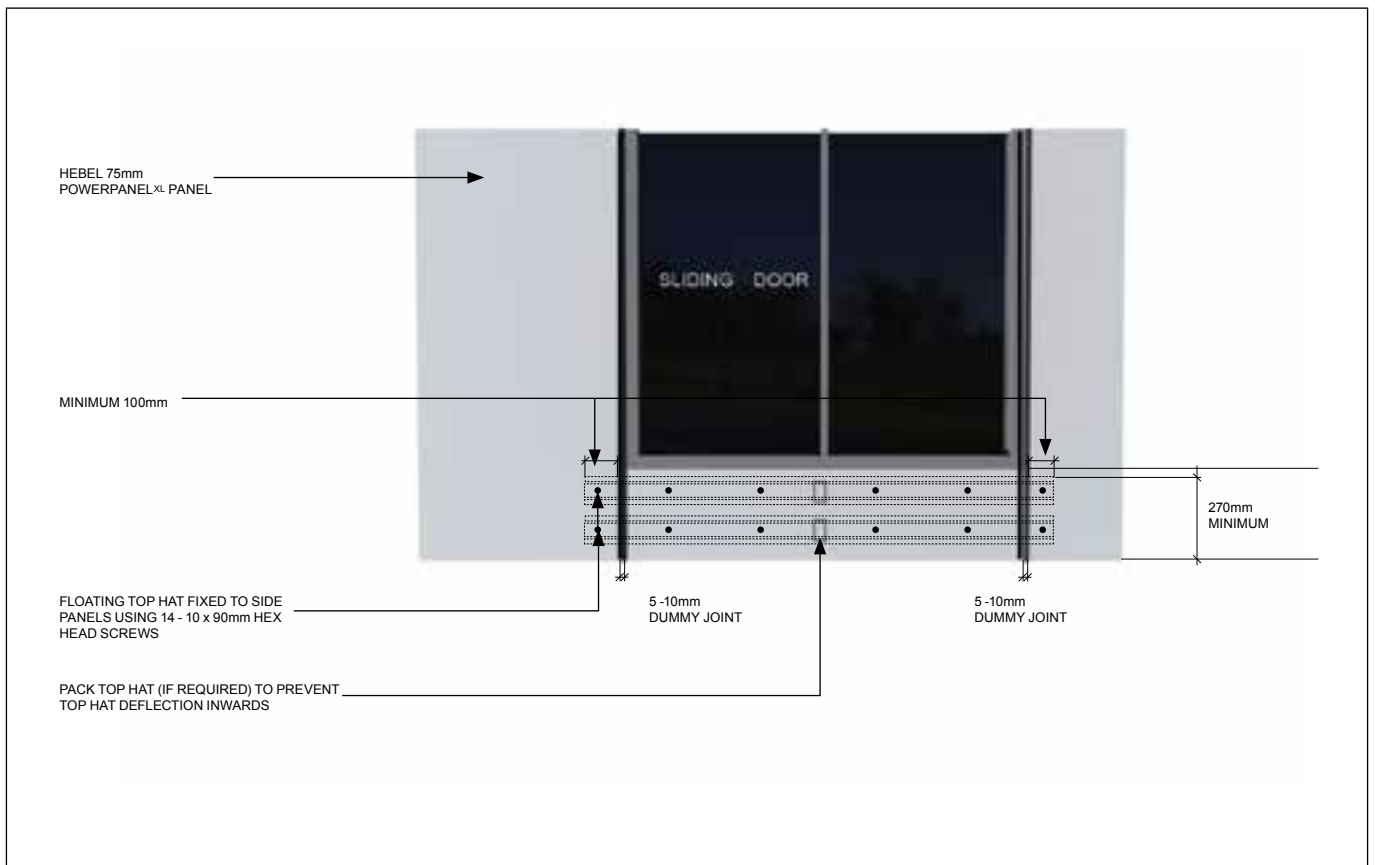 HEBEL 75mm
POWERPANELXL PANEL
SLIDING DOOR
MINIMUM 100mm
270mm
MINIMUM
FLOATING TOP HAT FIXED TO SIDE
PANELS USING 14 - 10 x 90mm HEX
HEAD SCREWS
5 -10mm
DUMMY JOINT
5 -10mm
DUMMY JOINT
PACK TOP HAT (IF REQUIRED) TO PREVENT
TOP HAT DEFLECTION INWARDS